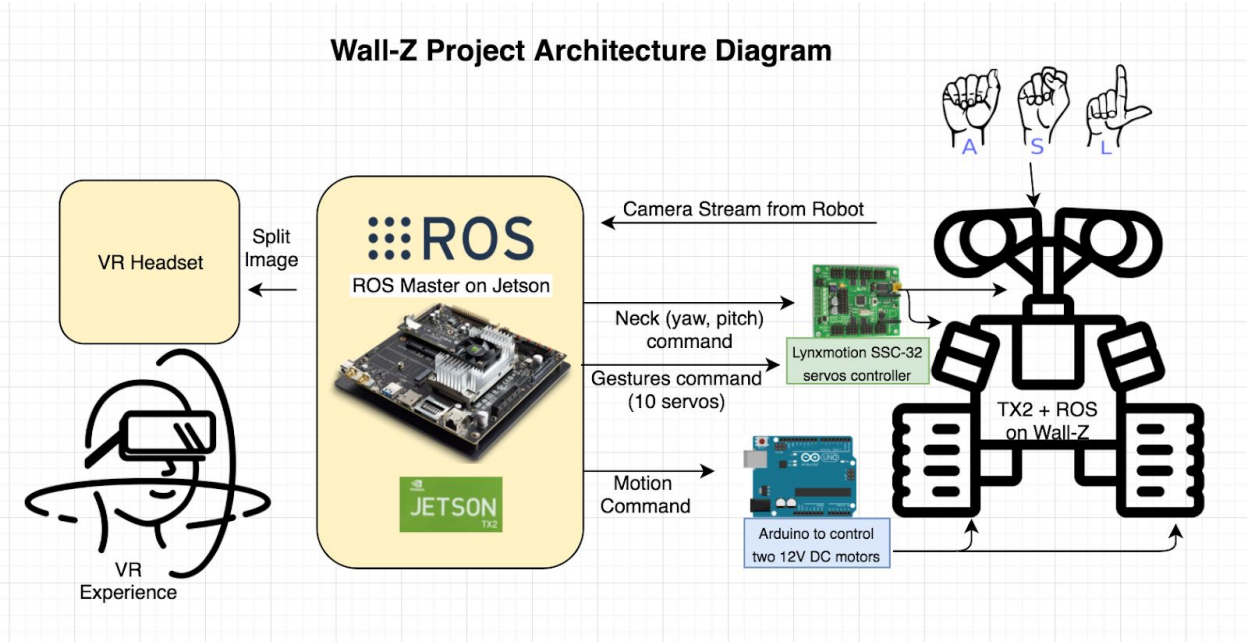 Wall-Z Project Architecture Diagram
A S L
Camera Stream from Robot
VR Headset
Split
Image
ROS
ROS Master on Jetson
Neck (yaw, pitch)
command
Lynxmotion SSC-32
servos controller
Gestures command
(10 servos)
TX2 + ROS
on Wall-Z
Motion
Command
UNO
JETSON
TX2
Arduino to control
two 12V DC motors
VR
Experience